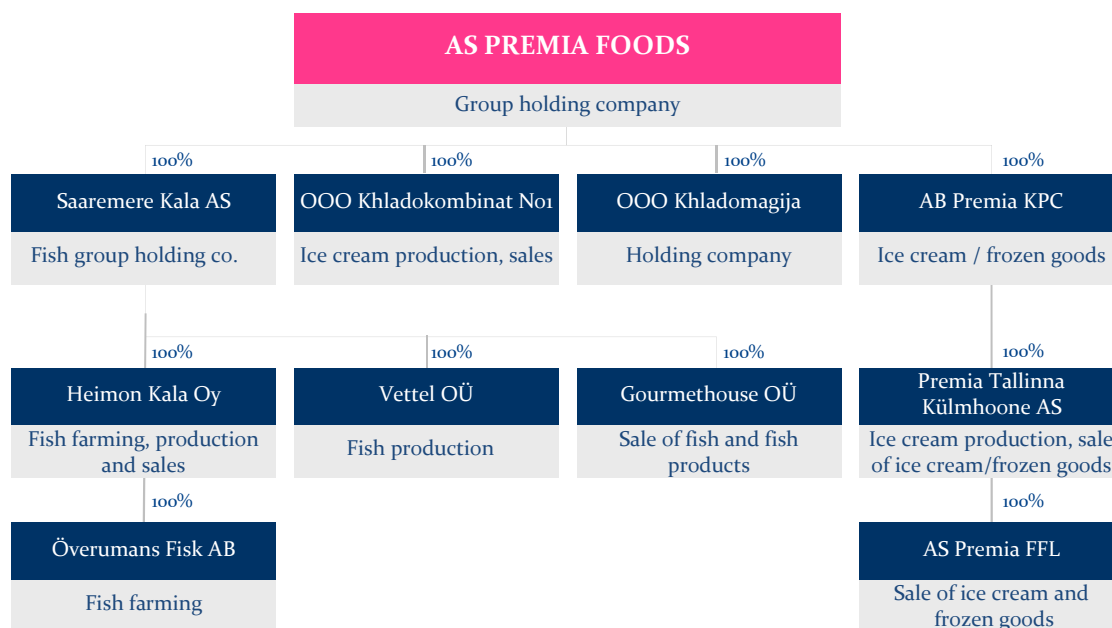 AS PREMIA FOODS
Group holding company
100%
100%
100%
100%
Saaremere Kala AS
OOO Khladokombinat No1
OOO Khladomagija
AB Premia KPC
Fish group holding co.
Ice cream production, sales
Holding company
Ice cream / frozen goods
100%
100%
100%
100%
Heimon Kala Oy
Vettel OÜ
Gourmethouse OÜ
Premia Tallinna
Külmhoone AS
Fish farming, production
and sales
Fish production
Sale of fish and fish
products
Ice cream production, sale
of ice cream/frozen goods
100%
100%
Överumans Fisk AB
AS Premia FFL
Fish farming
Sale of ice cream and
frozen goods